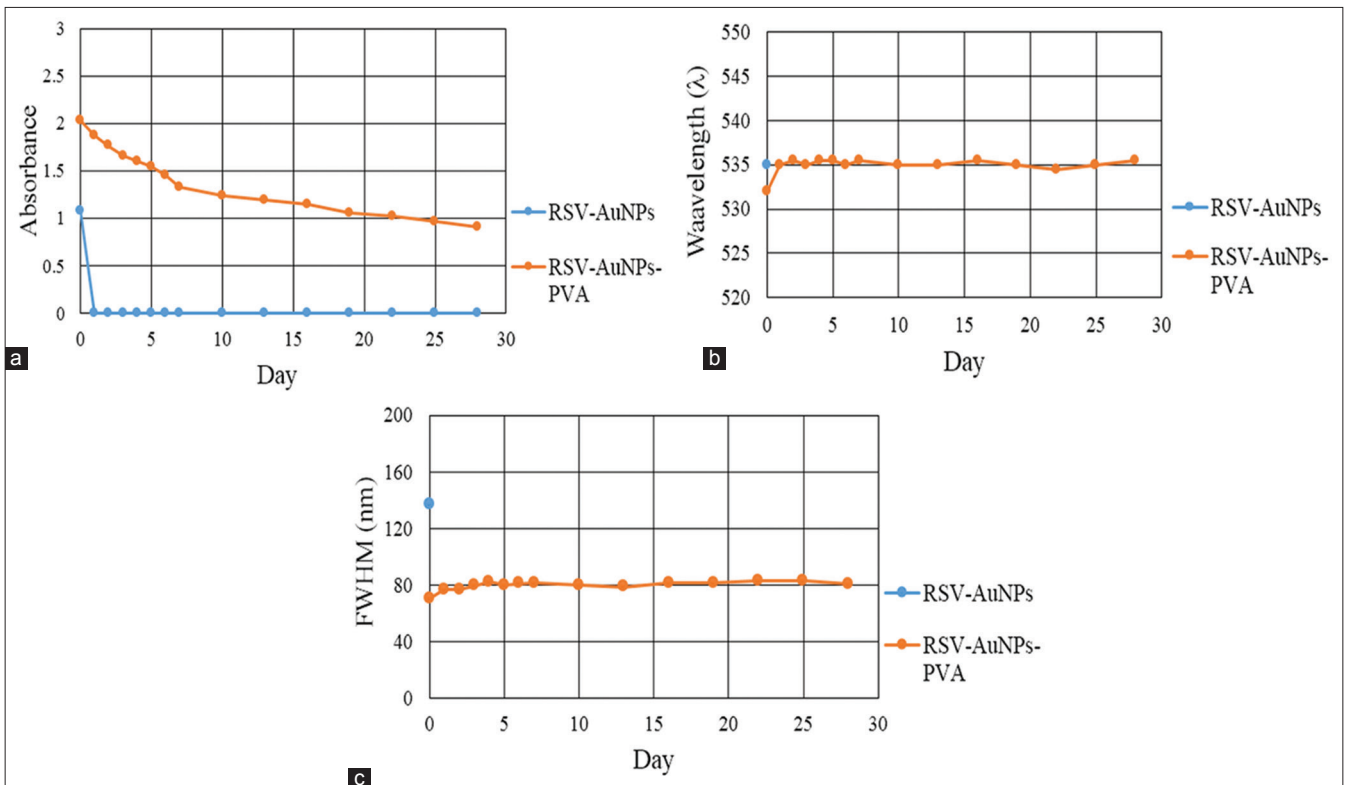 3
2.5
2
1.5
1
0.5
0
0 5 10 15 20 25 30
Absorbance
Day
RSV-AuNPs
RSV-AuNPs-
PVA
a
550
545
540
535
530
525
520
0 5 10 15 20 25 30
Waavelength (λ)
Day
RSV-AuNPs
RSV-AuNPs-
PVA
b
200
160
120
80
40
0
0 5 10 15 20 25 30
FWHM (nm)
Day
RSV-AuNPs
RSV-AuNPs-
PVA
c